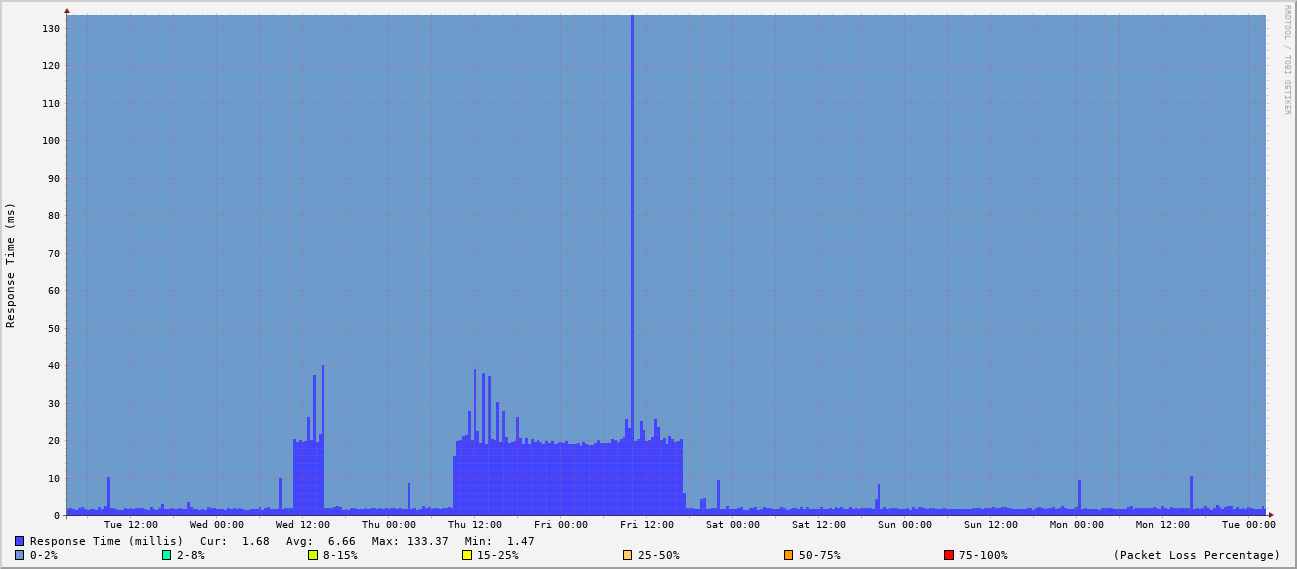 RRDTOOL / TOBI OETIKER
Response Time (ms)
130
120
110
100
90
80
70
60
50
40
30
20
10
0
Tue 12:00 Wed 00:00 Wed 12:00 Thu 00:00 Thu 12:00 Fri 00:00 Fri 12:00 Sat 00:00 Sat 12:00 Sun 00:00 Sun 12:00 Mon 00:00 Mon 12:00 Tue 00:00
Response Time (millis) Cur: 1.68 Avg: 6.66 Max: 133.37 Min: 1.47
0-2% 2-8% 8-15% 15-25% 25-50% 50-75% 75-100% (Packet Loss Percentage)